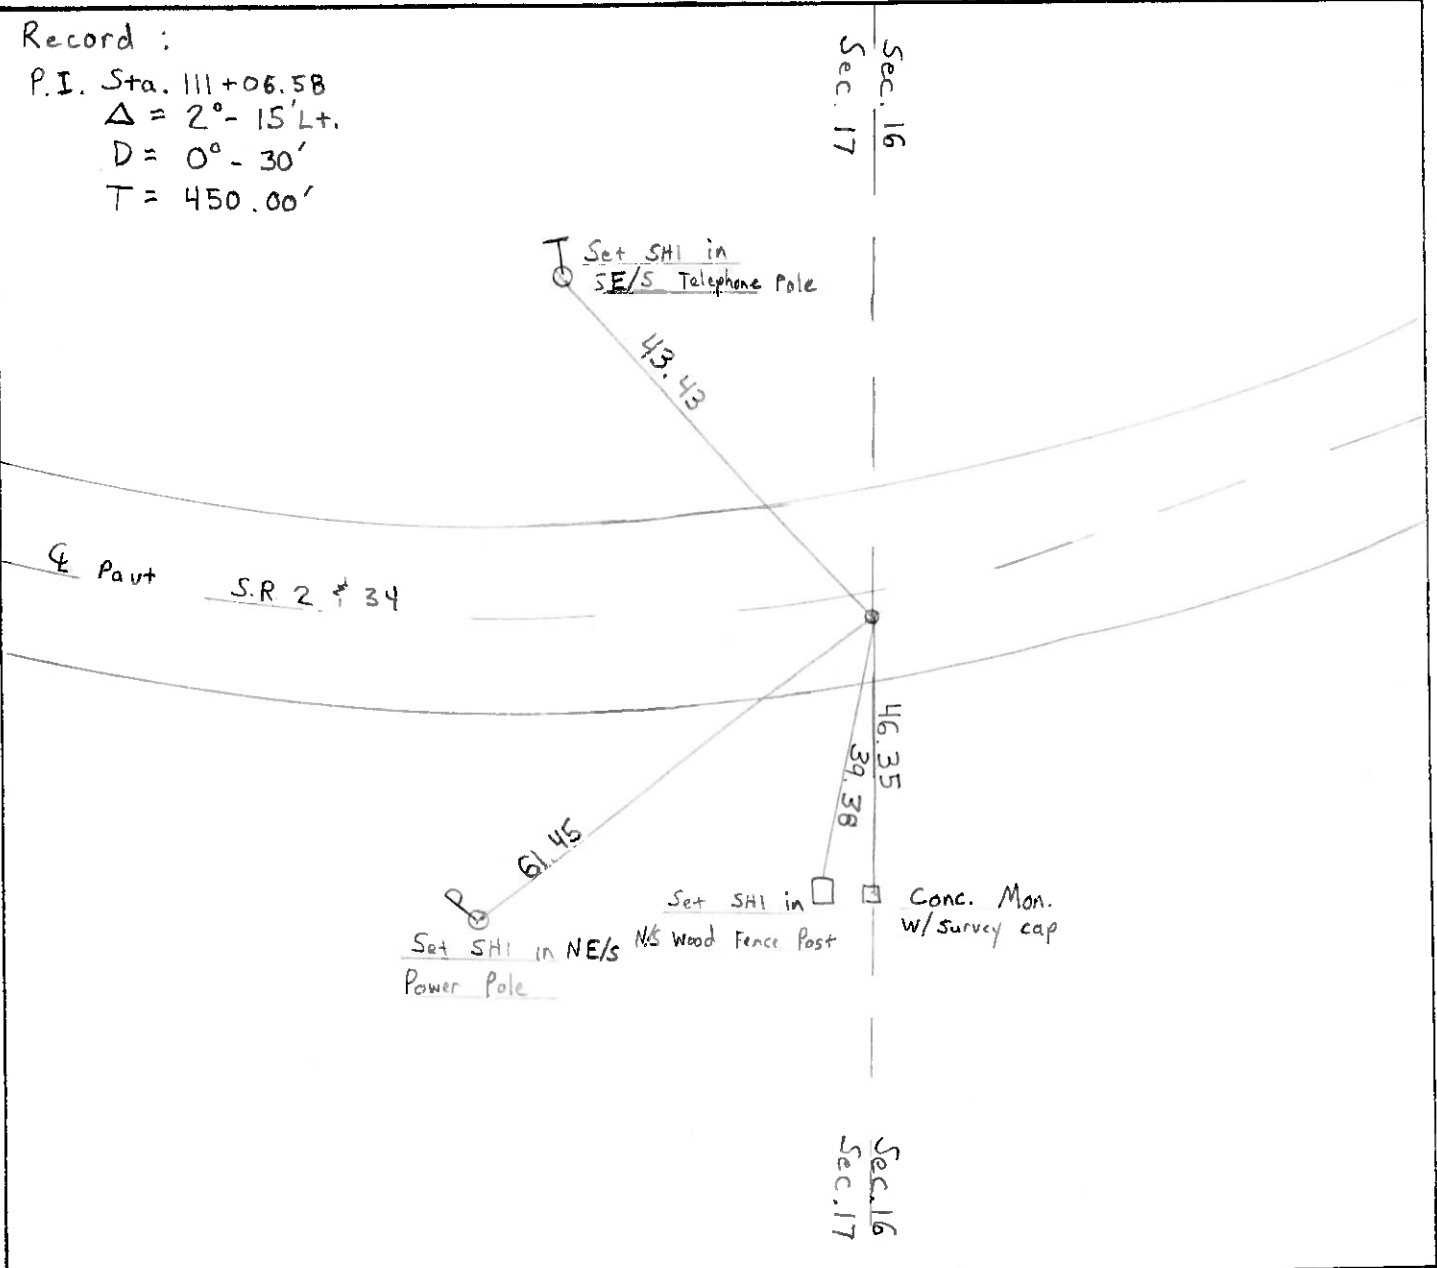 Record :
P.I. Sta. 111+06.58
Δ = 2°- 15' Lt.
D = 0° - 30'
T = 450.00'
Sec. 16
Sec. 17
Set SHI in
SE/S Telephone Pole
43.43
℄ Pavt
S.R. 2 & 34
46.35
39.38
61.45
Set SHI in
N/S Wood Fence Post
Conc. Mon.
W/ Survey cap
Set SHI in NE/S
Power Pole
Sec. 16
Sec. 17